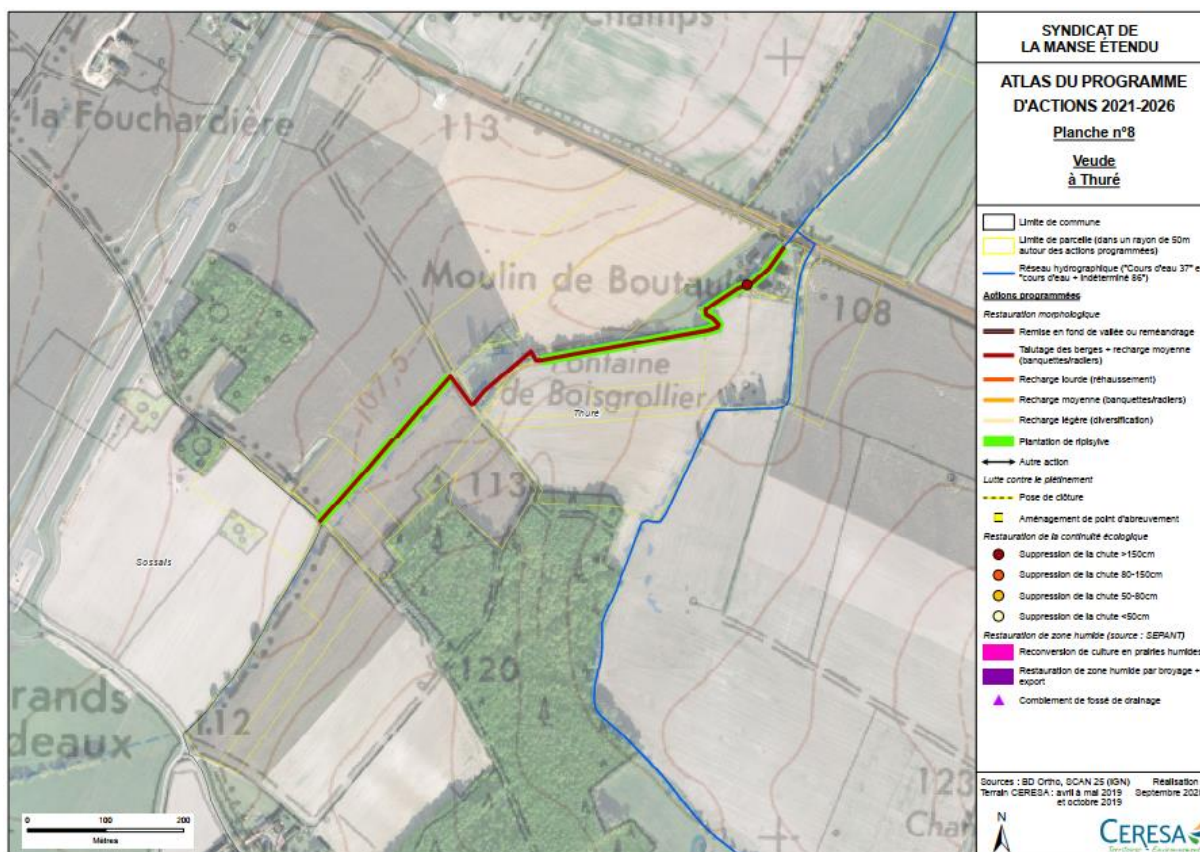 les Champs
la Fouchardière
113
Moulin de Boutault
108
Fontaine
de Boisgrollier
Thuré
107,5
113
Sossais
120
rands
deaux
112
123
Char
0 100 200
Mètres
SYNDICAT DE
LA MANSE ÉTENDU
ATLAS DU PROGRAMME
D'ACTIONS 2021-2026
Planche n°8
Veude
à Thuré
Limite de commune
Limite de parcelle (dans un rayon de 50m
autour des actions programmées)
Réseau hydrographique ("Cours d'eau 37" e
"cours d'eau + Indéterminé 86")
Actions programmées
Restauration morphologique
Remise en fond de vallée ou reméandrage
Talutage des berges + recharge moyenne
(banquettes/radiers)
Recharge lourde (réhaussement)
Recharge moyenne (banquettes/radiers)
Recharge légère (diversification)
Plantation de ripisylve
Autre action
Lutte contre le piétinement
Pose de clôture
Aménagement de point d'abreuvement
Restauration de la continuité écologique
Suppression de la chute >150cm
Suppression de la chute 80-150cm
Suppression de la chute 50-80cm
Suppression de la chute <50cm
Restauration de zone humide (source : SEPANT)
Reconversion de culture en prairies humides
Restauration de zone humide par broyage +
export
Comblement de fossé de drainage
Sources : BD Ortho, SCAN 25 (IGN) Réalisation
Terrain CERESA : avril à mai 2019 Septembre 2020
et octobre 2019
N
CERESA
Territoires Environnement